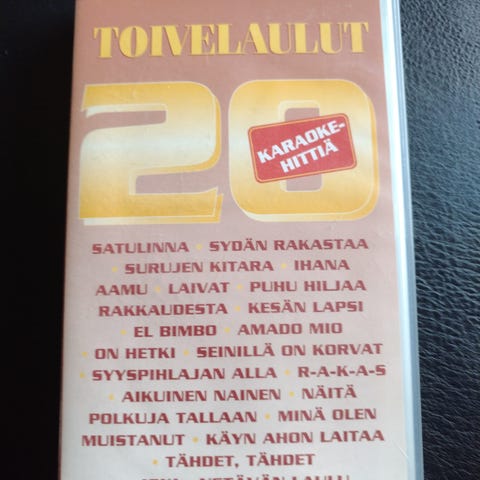 TOIVELAULUT
20
KARAOKE-
HITTIÄ
SATULINNA • SYDÄN RAKASTAA
• SURUJEN KITARA • IHANA
AAMU • LAIVAT • PUHU HILJAA
RAKKAUDESTA • KESÄN LAPSI
• EL BIMBO • AMADO MIO
• ON HETKI • SEINILLÄ ON KORVAT
• SYYSPIHLAJAN ALLA • R-A-K-A-S
• AIKUINEN NAINEN • NÄITÄ
POLKUJA TALLAAN • MINÄ OLEN
MUISTANUT • KÄYN AHON LAITAA
• TÄHDET, TÄHDET
LAULU